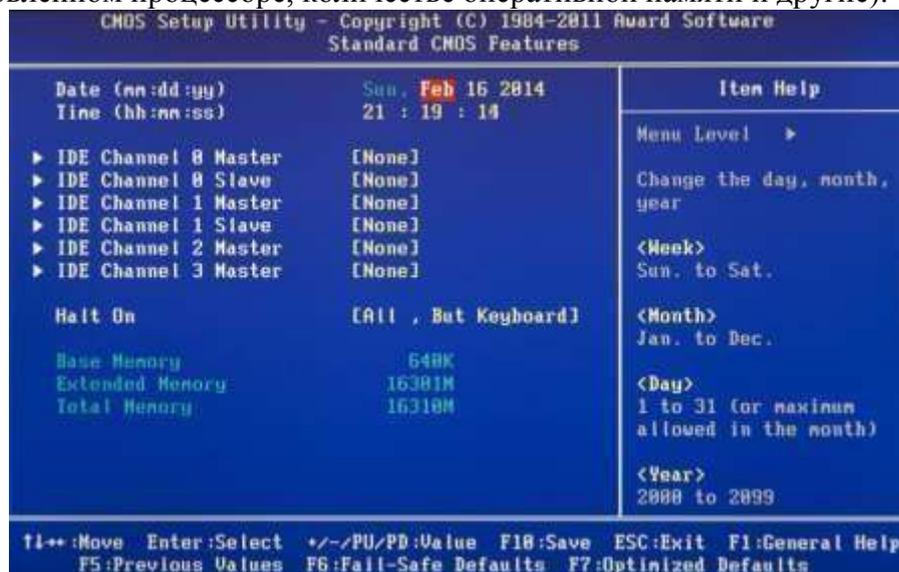 процессоре, количестве оперативной памяти и другие).
CMOS Setup Utility - Copyright (C) 1984-2011 Award Software
Standard CMOS Features
Date (mm:dd:yy) Sun, Feb 16 2014
Time (hh:mm:ss) 21 : 19 : 14
Item Help
Menu Level ▶
▶ IDE Channel 0 Master [None]
▶ IDE Channel 0 Slave [None]
▶ IDE Channel 1 Master [None]
▶ IDE Channel 1 Slave [None]
▶ IDE Channel 2 Master [None]
▶ IDE Channel 3 Master [None]
Halt On [All , But Keyboard]
Base Memory 640K
Extended Memory 16301M
Total Memory 16310M
Change the day, month,
year
<Week>
Sun. to Sat.
<Month>
Jan. to Dec.
<Day>
1 to 31 (or maximum
allowed in the month)
<Year>
2000 to 2099
↑↓→←:Move Enter:Select +/-/PU/PD:Value F10:Save ESC:Exit F1:General Help
F5:Previous Values F6:Fail-Safe Defaults F7:Optimized Defaults